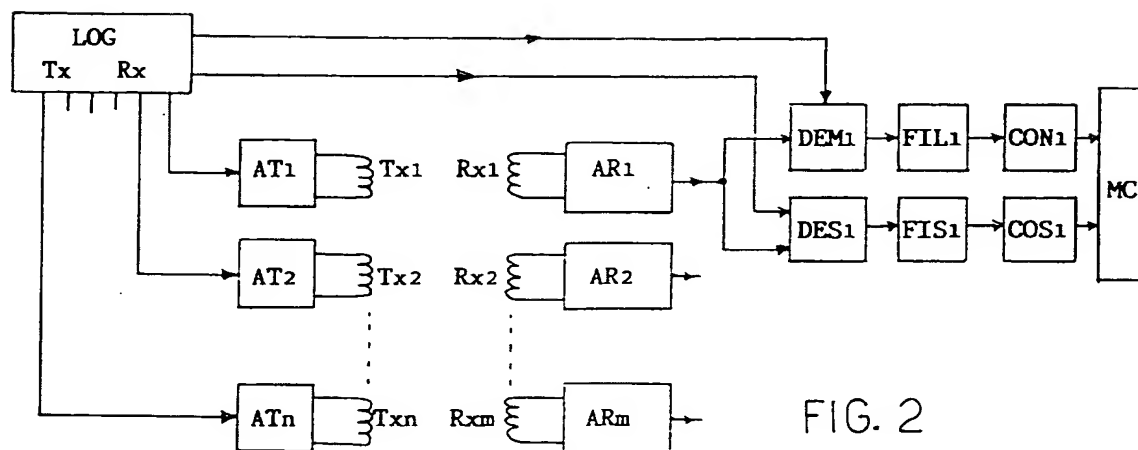 LOG
Tx Rx
DEM1 FIL1 CON1
MC
AT1 Tx1 Rx1 AR1
DES1 FIS1 COS1
AT2 Tx2 Rx2 AR2
ATn Txn Rxm ARm
FIG. 2